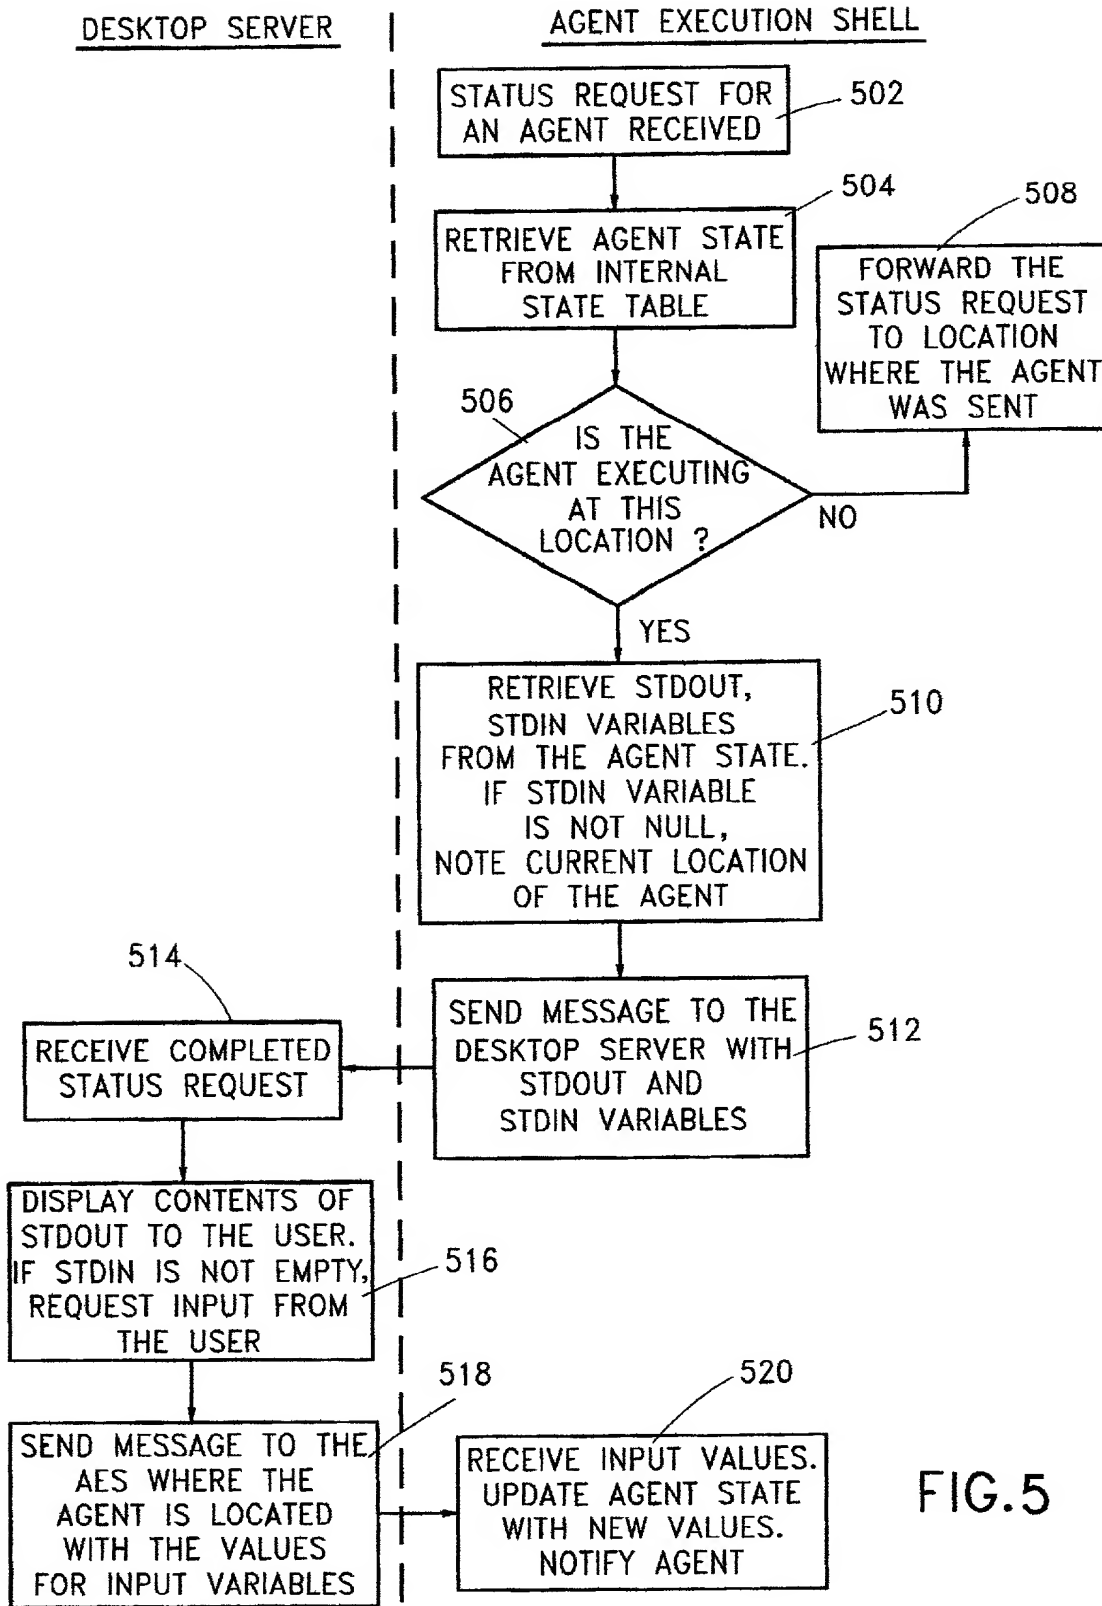 DESKTOP SERVER
AGENT EXECUTION SHELL
STATUS REQUEST FOR
AN AGENT RECEIVED
502
504
RETRIEVE AGENT STATE
FROM INTERNAL
STATE TABLE
508
FORWARD THE
STATUS REQUEST
TO LOCATION
WHERE THE AGENT
WAS SENT
506
IS THE
AGENT EXECUTING
AT THIS
LOCATION ?
NO
YES
RETRIEVE STDOUT,
STDIN VARIABLES
FROM THE AGENT STATE.
IF STDIN VARIABLE
IS NOT NULL,
NOTE CURRENT LOCATION
OF THE AGENT
510
SEND MESSAGE TO THE
DESKTOP SERVER WITH
STDOUT AND
STDIN VARIABLES
512
514
RECEIVE COMPLETED
STATUS REQUEST
DISPLAY CONTENTS OF
STDOUT TO THE USER.
IF STDIN IS NOT EMPTY,
REQUEST INPUT FROM
THE USER
516
518
SEND MESSAGE TO THE
AES WHERE THE
AGENT IS LOCATED
WITH THE VALUES
FOR INPUT VARIABLES
520
RECEIVE INPUT VALUES.
UPDATE AGENT STATE
WITH NEW VALUES.
NOTIFY AGENT
FIG.5